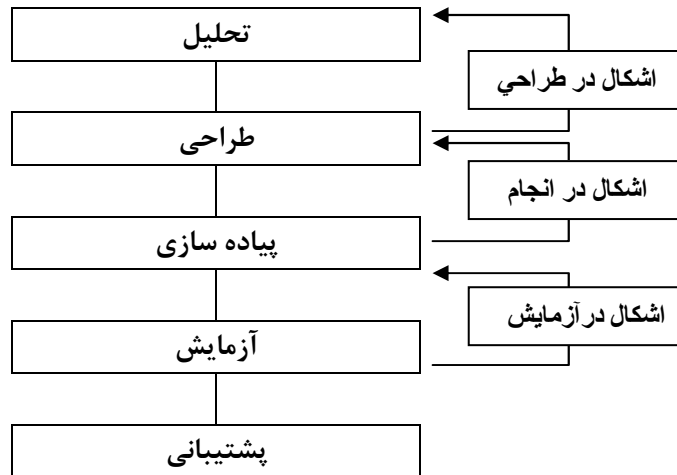 تحلیل
اشکال در طراحي
طراحی
اشکال در انجام
پیاده سازی
اشکال درآزمایش
آزمایش
پشتیبانی